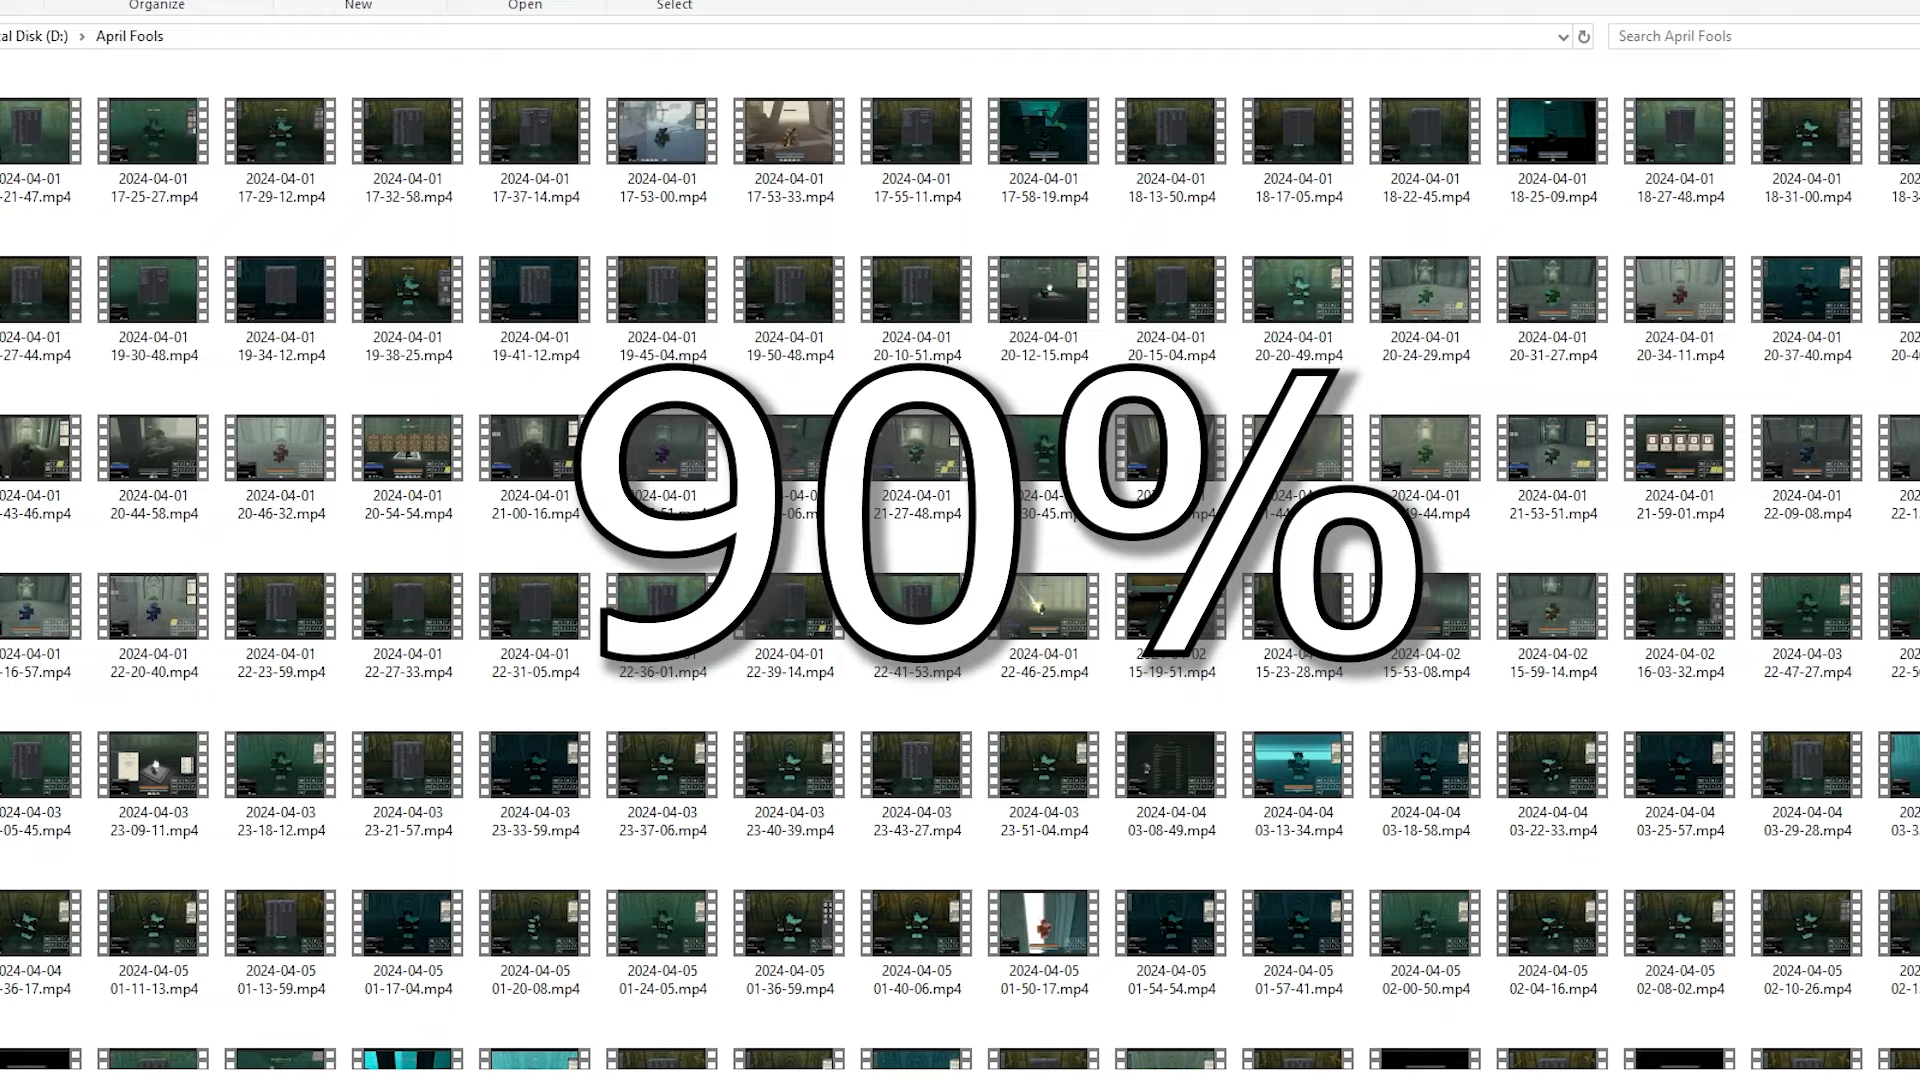 Organize New Open Select
al Disk (D:) › April Fools Search April Fools
024-04-01 2024-04-01 2024-04-01 2024-04-01 2024-04-01 2024-04-01 2024-04-01 2024-04-01 2024-04-01 2024-04-01 2024-04-01 2024-04-01 2024-04-01 2024-04-01 2024-04-01 202
-21-47.mp4 17-25-27.mp4 17-29-12.mp4 17-32-58.mp4 17-37-14.mp4 17-53-00.mp4 17-53-33.mp4 17-55-11.mp4 17-58-19.mp4 18-13-50.mp4 18-17-05.mp4 18-22-45.mp4 18-25-09.mp4 18-27-48.mp4 18-31-00.mp4 18-3
024-04-01 2024-04-01 2024-04-01 2024-04-01 2024-04-01 2024-04-01 2024-04-01 2024-04-01 2024-04-01 2024-04-01 2024-04-01 2024-04-01 2024-04-01 2024-04-01 2024-04-01 202
-27-44.mp4 19-30-48.mp4 19-34-12.mp4 19-38-25.mp4 19-41-12.mp4 19-45-04.mp4 19-50-48.mp4 20-10-51.mp4 20-12-15.mp4 20-15-04.mp4 20-20-49.mp4 20-24-29.mp4 20-31-27.mp4 20-34-11.mp4 20-37-40.mp4 20-4
90%
024-04-01 2024-04-01 2024-04-01 2024-04-01 2024-04-01 2024-04-01 2024-04-01 2024-04-01 2024-04-01 202
-43-46.mp4 20-44-58.mp4 20-46-32.mp4 20-54-54.mp4 21-00-16.mp4 21-27-48.mp4 21-53-51.mp4 21-59-01.mp4 22-09-08.mp4 22-1
024-04-01 2024-04-01 2024-04-01 2024-04-01 2024-04-01 2024-04-01 2024-04-01 2024-04-02 2024-04-02 2024-04-02 2024-04-03 202
-16-57.mp4 22-20-40.mp4 22-23-59.mp4 22-27-33.mp4 22-31-05.mp4 22-36-01.mp4 22-39-14.mp4 22-41-53.mp4 22-46-25.mp4 15-19-51.mp4 15-23-28.mp4 15-53-08.mp4 15-59-14.mp4 16-03-32.mp4 22-47-27.mp4 22-5
024-04-03 2024-04-03 2024-04-03 2024-04-03 2024-04-03 2024-04-03 2024-04-03 2024-04-03 2024-04-03 2024-04-04 2024-04-04 2024-04-04 2024-04-04 2024-04-04 2024-04-04 202
-05-45.mp4 23-09-11.mp4 23-18-12.mp4 23-21-57.mp4 23-33-59.mp4 23-37-06.mp4 23-40-39.mp4 23-43-27.mp4 23-51-04.mp4 03-08-49.mp4 03-13-34.mp4 03-18-58.mp4 03-22-33.mp4 03-25-57.mp4 03-29-28.mp4 03-3
024-04-04 2024-04-05 2024-04-05 2024-04-05 2024-04-05 2024-04-05 2024-04-05 2024-04-05 2024-04-05 2024-04-05 2024-04-05 2024-04-05 2024-04-05 2024-04-05 2024-04-05 202
-36-17.mp4 01-11-13.mp4 01-13-59.mp4 01-17-04.mp4 01-20-08.mp4 01-24-05.mp4 01-36-59.mp4 01-40-06.mp4 01-50-17.mp4 01-54-54.mp4 01-57-41.mp4 02-00-50.mp4 02-04-16.mp4 02-08-02.mp4 02-10-26.mp4 02-1